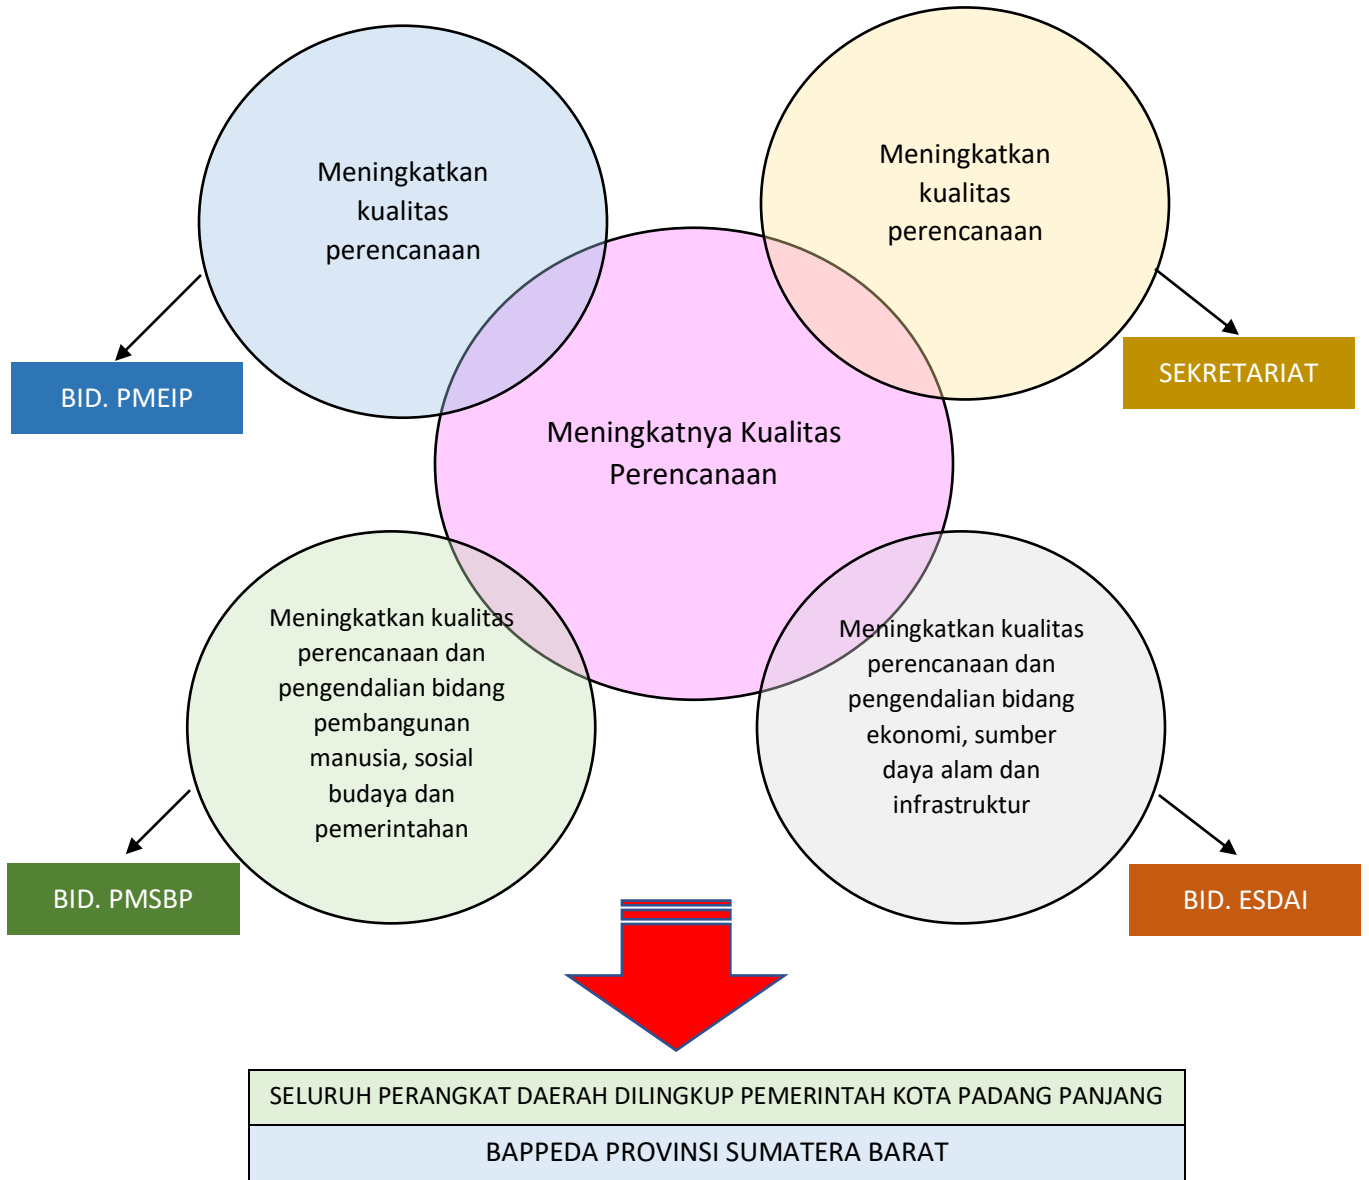 Meningkatkan
kualitas
perencanaan
Meningkatkan
kualitas
perencanaan
BID. PMEIP
SEKRETARIAT
Meningkatnya Kualitas
Perencanaan
Meningkatkan kualitas
perencanaan dan
pengendalian bidang
pembangunan
manusia, sosial
budaya dan
pemerintahan
Meningkatkan kualitas
perencanaan dan
pengendalian bidang
ekonomi, sumber
daya alam dan
infrastruktur
BID. PMSBP
BID. ESDAI
SELURUH PERANGKAT DAERAH DILINGKUP PEMERINTAH KOTA PADANG PANJANG
BAPPEDA PROVINSI SUMATERA BARAT